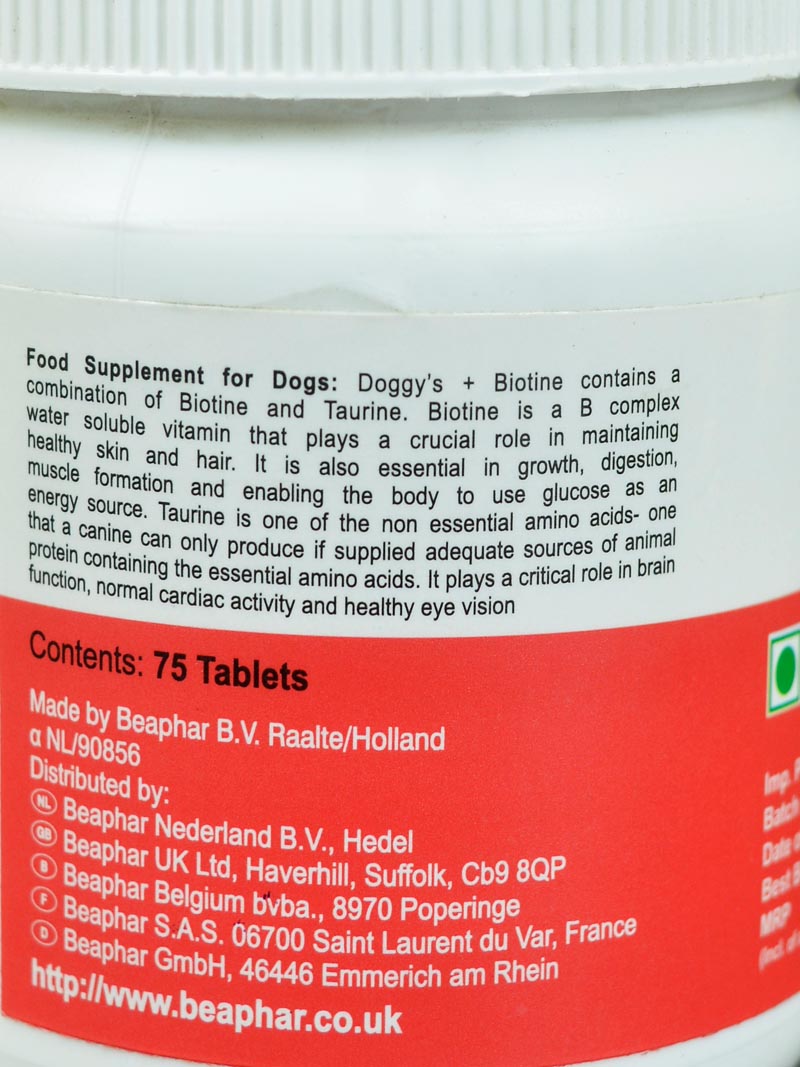 Food Supplement for Dogs: Doggy's + Biotine contains a
combination of Biotine and Taurine. Biotine is a B complex
water soluble vitamin that plays a crucial role in maintaining
healthy skin and hair. It is also essential in growth, digestion,
muscle formation and enabling the body to use glucose as an
energy source. Taurine is one of the non essential amino acids- one
that a canine can only produce if supplied adequate sources of animal
protein containing the essential amino acids. It plays a critical role in brain
function, normal cardiac activity and healthy eye vision
Contents: 75 Tablets
Made by Beaphar B.V. Raalte/Holland
α NL/90856
Distributed by:
NL Beaphar Nederland B.V., Hedel
GB Beaphar UK Ltd, Haverhill, Suffolk, Cb9 8QP
B Beaphar Belgium bvba., 8970 Poperinge
F Beaphar S.A.S. 06700 Saint Laurent du Var, France
D Beaphar GmbH, 46446 Emmerich am Rhein
http://www.beaphar.co.uk
Imp.
Batch
Date
Best
MRP
(Incl.